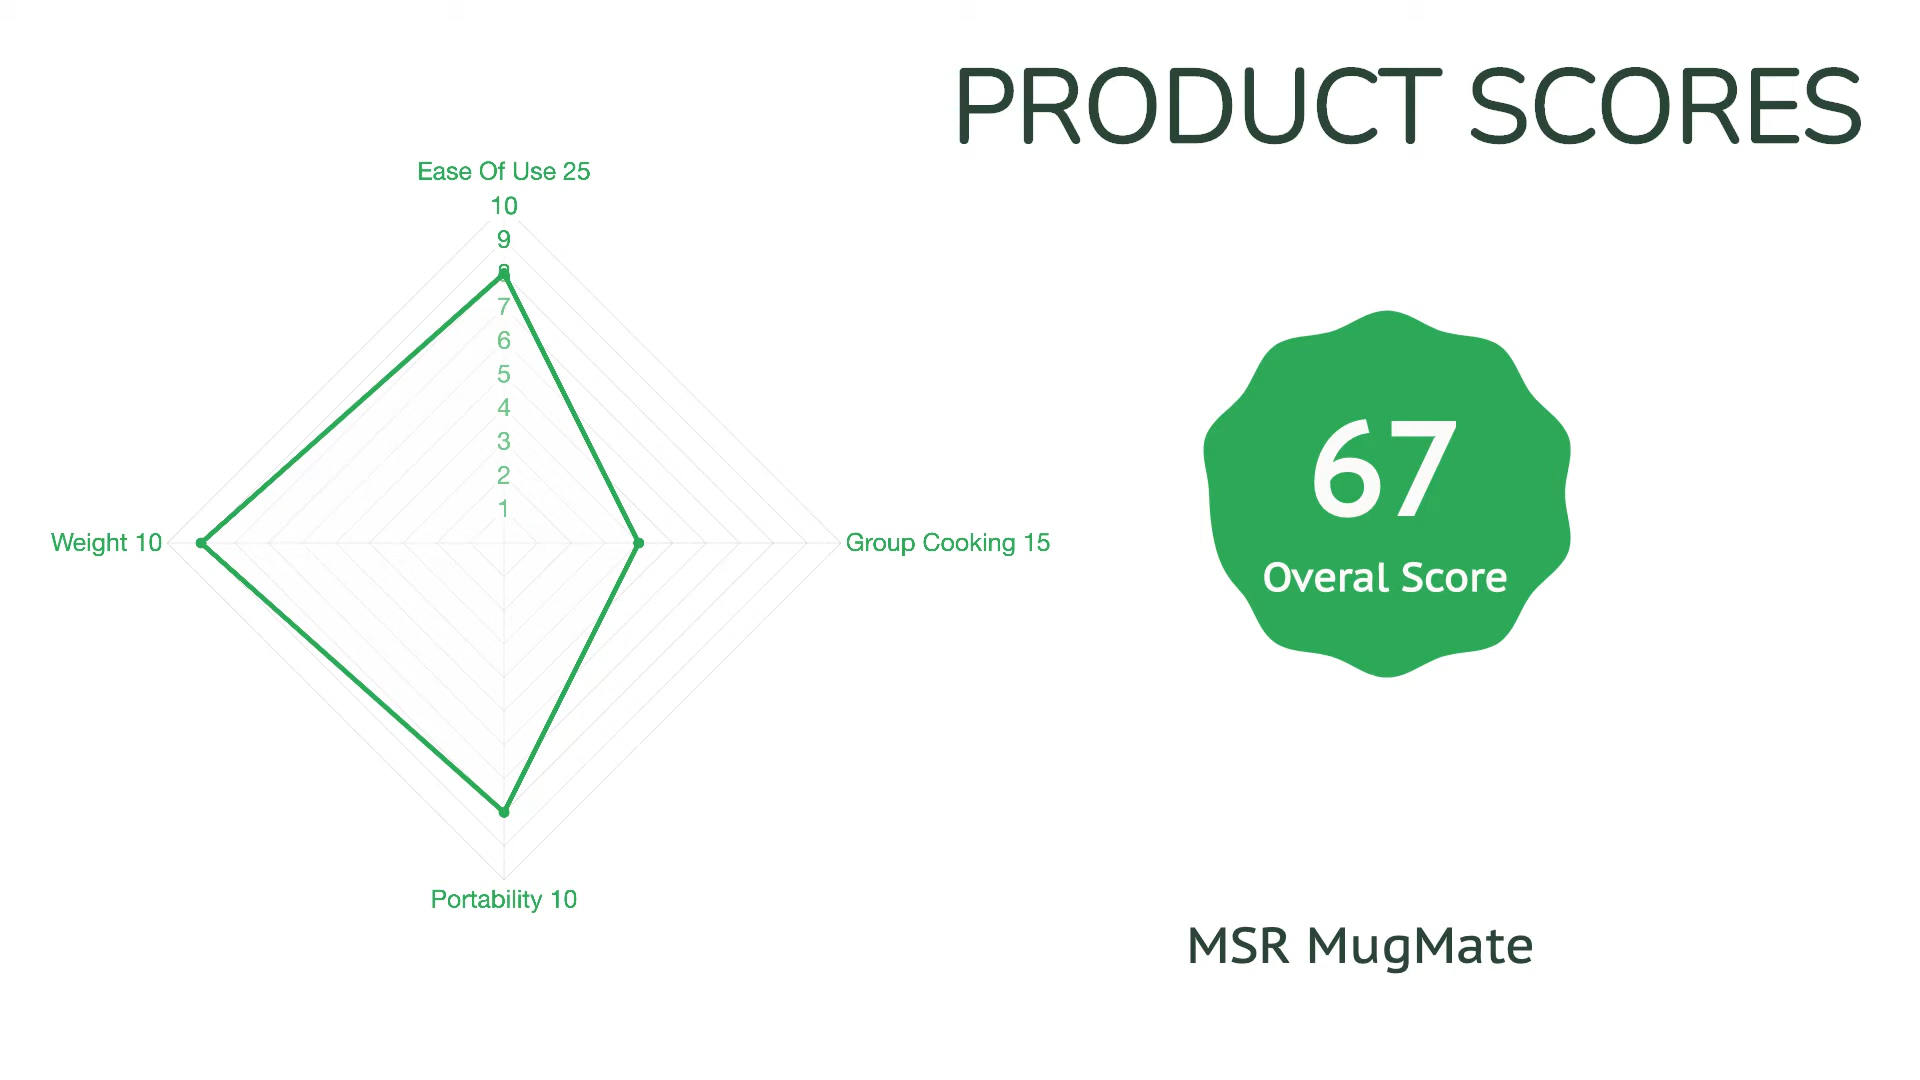 PRODUCT SCORES
Ease Of Use 25
10
9
8
7
6
5
4
3
2
1
Weight 10
Group Cooking 15
Portability 10
67
Overal Score
MSR MugMate